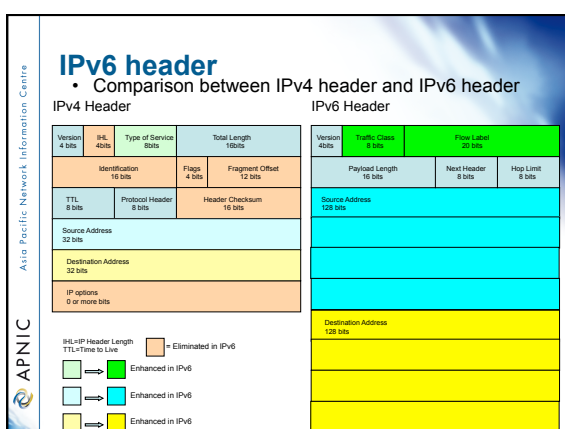 IPv6 header
• Comparison between IPv4 header and IPv6 header
IPv4 Header
Version
4 bits
IHL
4bits
Type of Service
8bits
Total Length
16bits
Identification
16 bits
Flags
4 bits
Fragment Offset
12 bits
TTL
8 bits
Protocol Header
8 bits
Header Checksum
16 bits
Source Address
32 bits
Destination Address
32 bits
IP options
0 or more bits
IHL=IP Header Length
TTL=Time to Live
= Eliminated in IPv6
Enhanced in IPv6
Enhanced in IPv6
Enhanced in IPv6
IPv6 Header
Version
4bits
Traffic Class
8 bits
Flow Label
20 bits
Payload Length
16 bits
Next Header
8 bits
Hop Limit
8 bits
Source Address
128 bits
Destination Address
128 bits
Asia Pacific Network Information Centre
APNIC